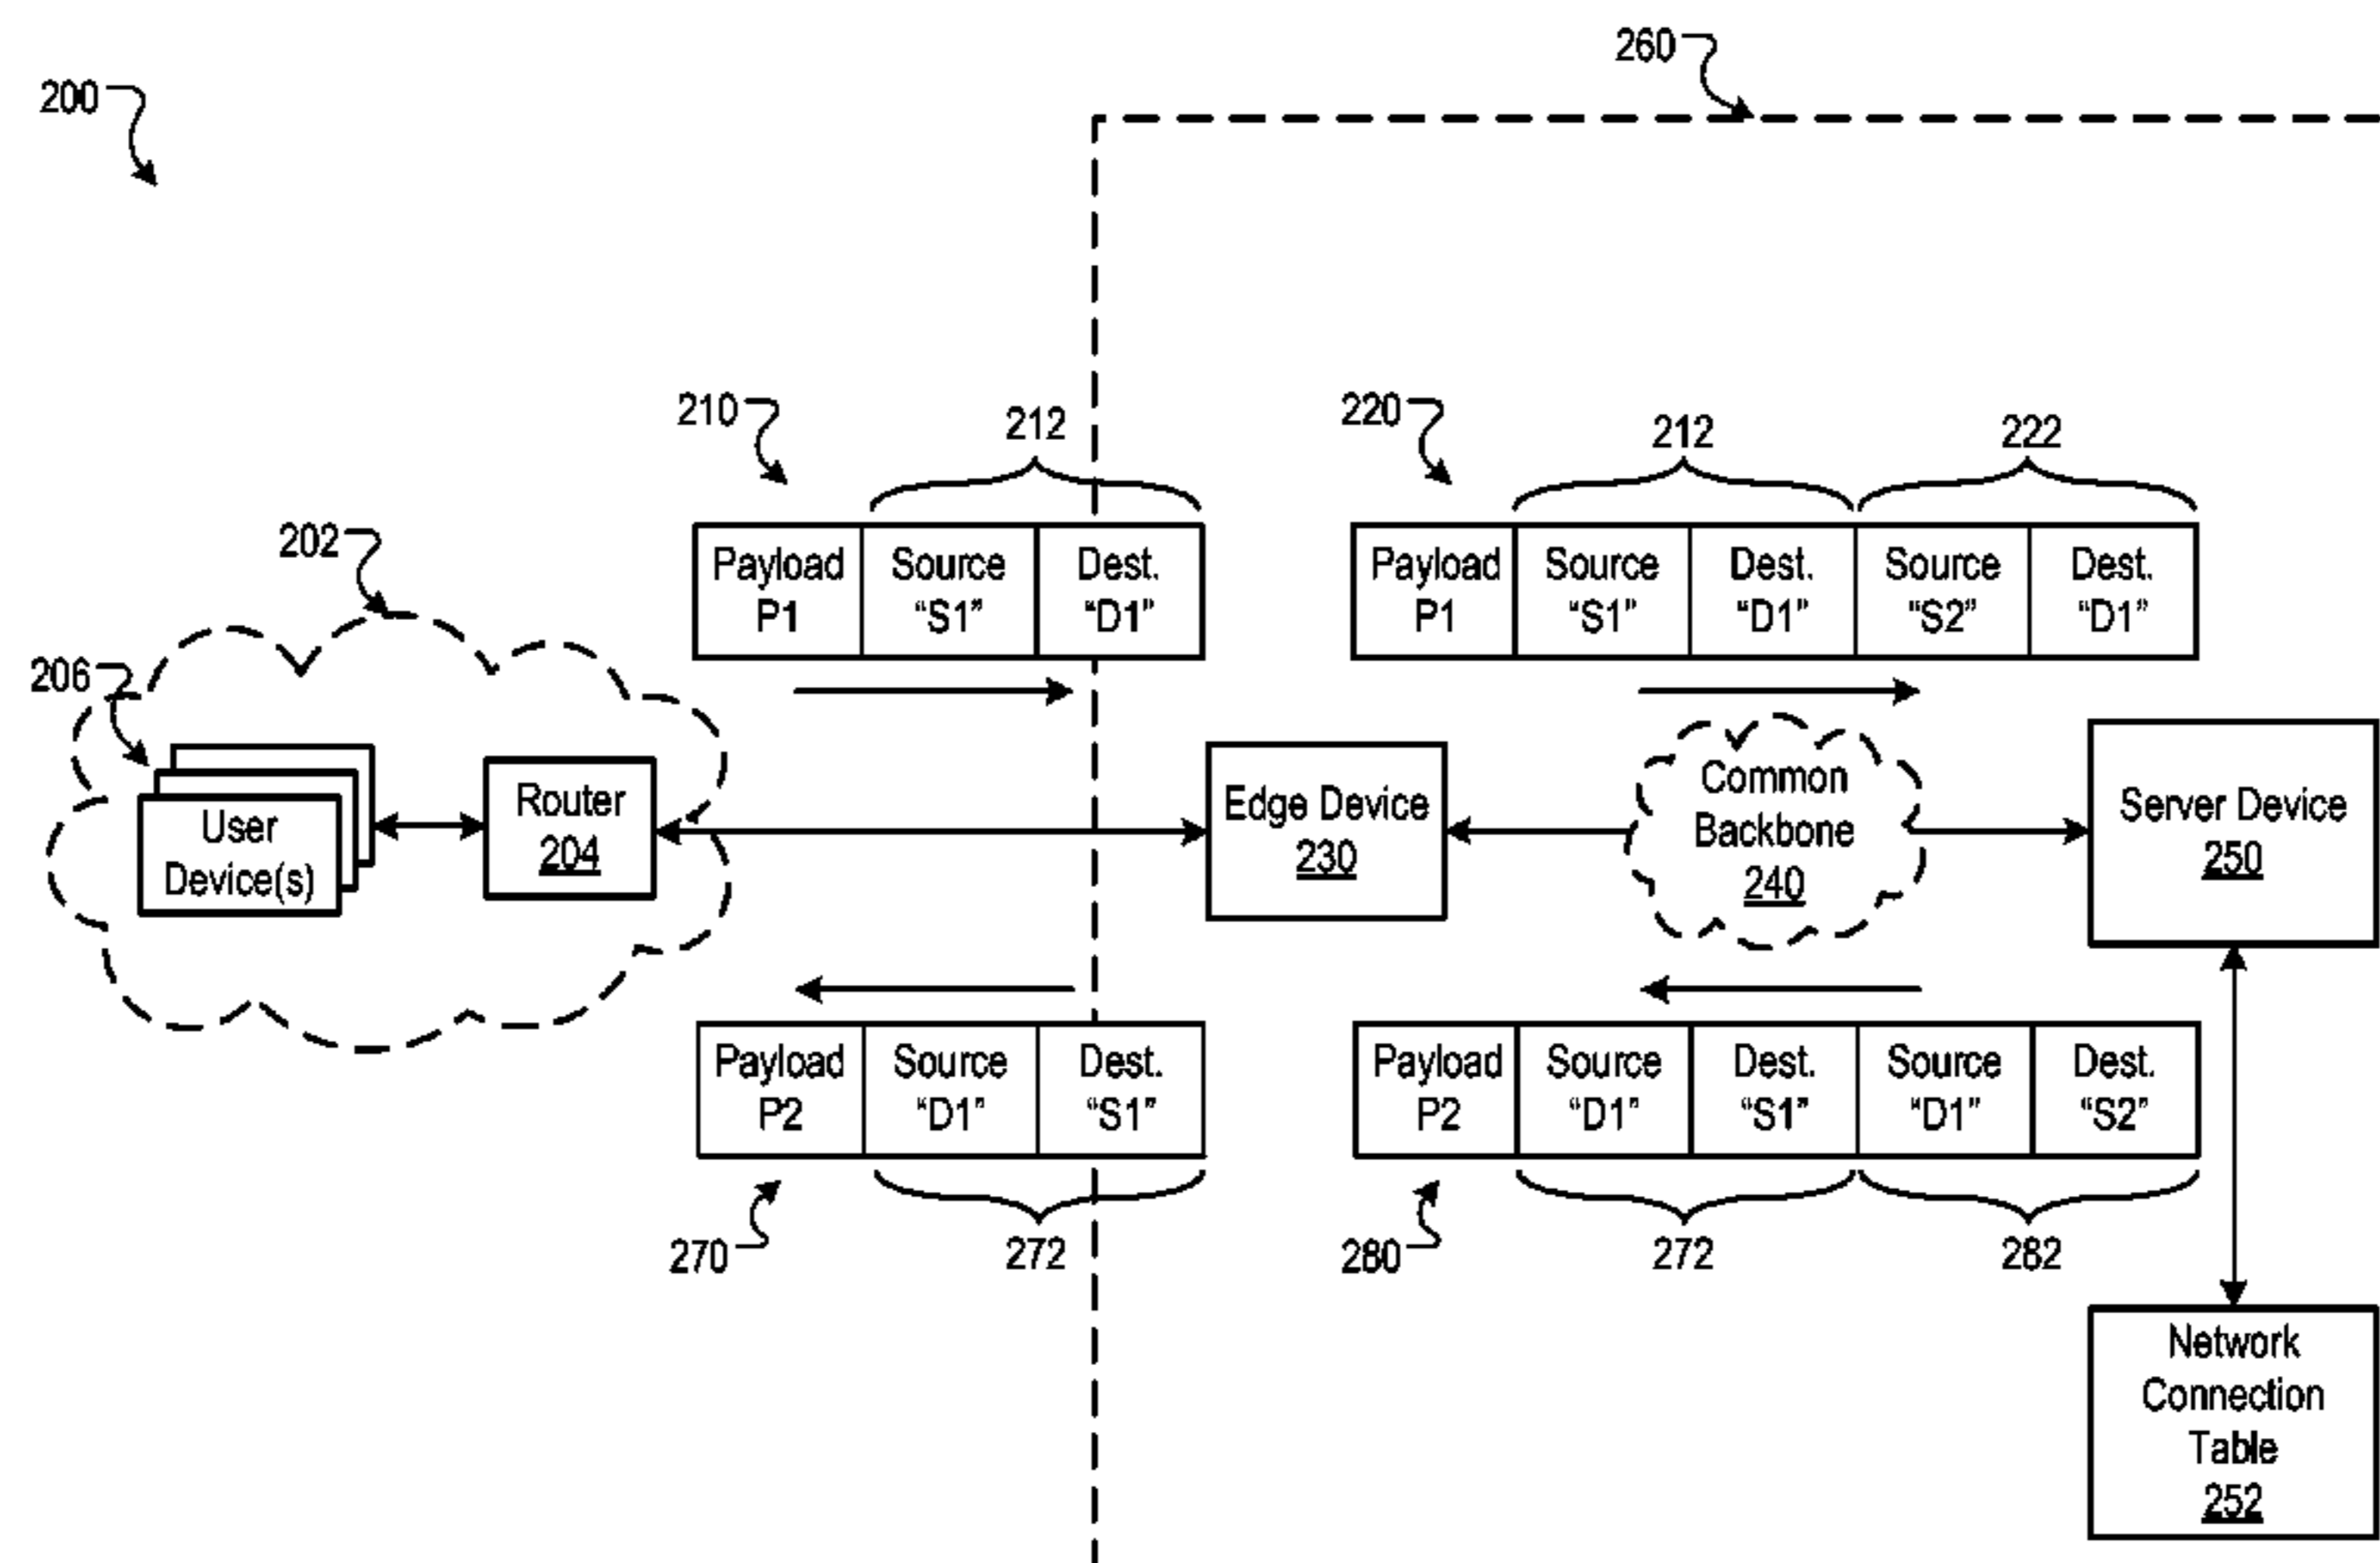 260
200
210
212
220
212
222
202
Payload
P1
Source
“S1”
Dest.
“D1”
Payload
P1
Source
“S1”
Dest.
“D1”
Source
“S2”
Dest.
“D1”
206
User
Device(s)
Router
204
Edge Device
230
Common
Backbone
240
Server Device
250
Payload
P2
Source
“D1”
Dest.
“S1”
Payload
P2
Source
“D1”
Dest.
“S1”
Source
“D1”
Dest.
“S2”
270
272
280
272
282
Network
Connection
Table
252